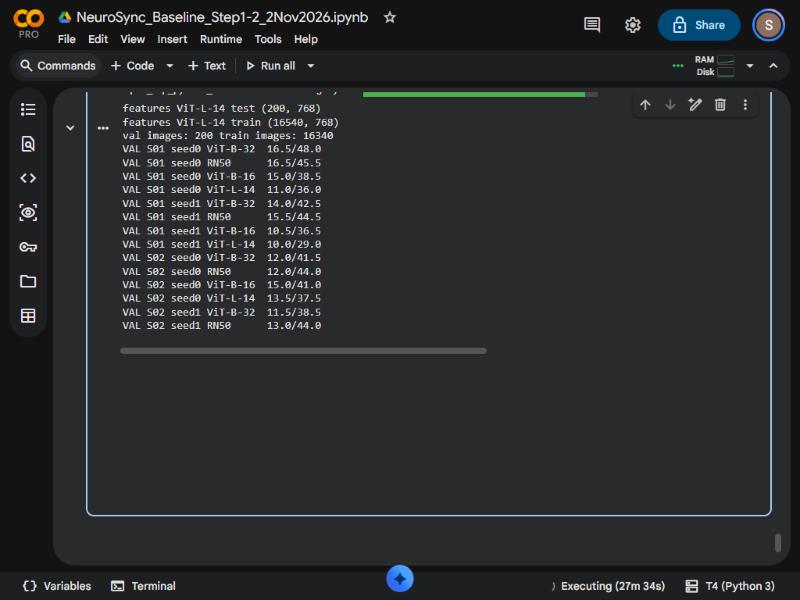 CO
PRO
NeuroSync_Baseline_Step1-2_2Nov2026.ipynb
File Edit View Insert Runtime Tools Help
Share
S
Commands + Code + Text Run all
RAM
Disk
features ViT-L-14 test (200, 768)
features ViT-L-14 train (16540, 768)
val images: 200 train images: 16340
VAL S01 seed0 ViT-B-32 16.5/48.0
VAL S01 seed0 RN50 16.5/45.5
VAL S01 seed0 ViT-B-16 15.0/38.5
VAL S01 seed0 ViT-L-14 11.0/36.0
VAL S01 seed1 ViT-B-32 14.0/42.5
VAL S01 seed1 RN50 15.5/44.5
VAL S01 seed1 ViT-B-16 10.5/36.5
VAL S01 seed1 ViT-L-14 10.0/29.0
VAL S02 seed0 ViT-B-32 12.0/41.5
VAL S02 seed0 RN50 12.0/44.0
VAL S02 seed0 ViT-B-16 15.0/41.0
VAL S02 seed0 ViT-L-14 13.5/37.5
VAL S02 seed1 ViT-B-32 11.5/38.5
VAL S02 seed1 RN50 13.0/44.0
Variables Terminal
Executing (27m 34s) T4 (Python 3)